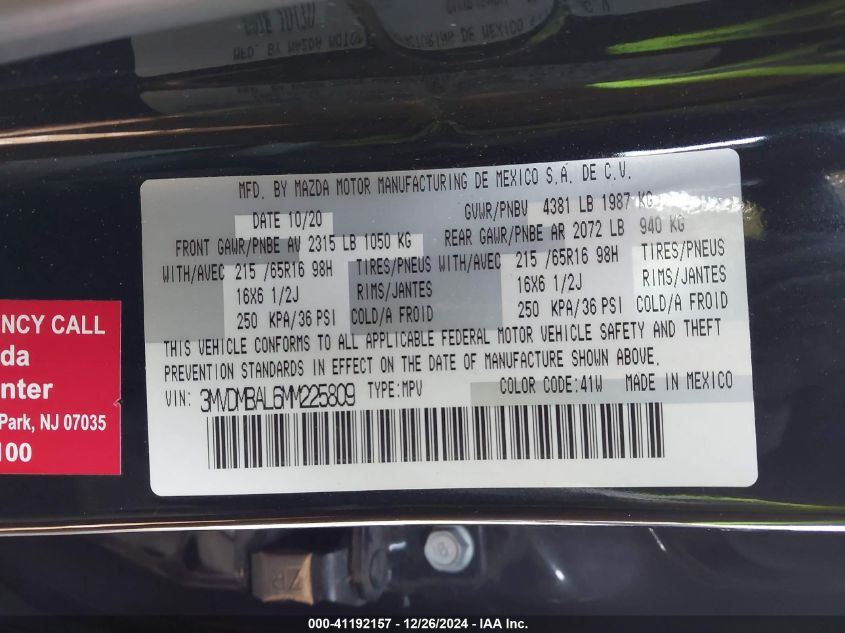 MFD. BY MAZDA MOTOR MANUFACTURING DE MEXICO S.A. DE C.V.
DATE 10/20 GVWR/PNBV 4381 LB 1987 KG
FRONT GAWR/PNBE AV 2315 LB 1050 KG REAR GAWR/PNBE AR 2072 LB 940 KG
WITH/AVEC 215 /65R16 98H TIRES/PNEUS WITH/AVEC 215 /65R16 98H TIRES/PNEUS
16X6 1/2J RIMS/JANTES 16X6 1/2J RIMS/JANTES
250 KPA/36 PSI COLD/A FROID 250 KPA/36 PSI COLD/A FROID
THIS VEHICLE CONFORMS TO ALL APPLICABLE FEDERAL MOTOR VEHICLE SAFETY AND THEFT
PREVENTION STANDARDS IN EFFECT ON THE DATE OF MANUFACTURE SHOWN ABOVE.
VIN: 3MVDMBAL6MM225809 TYPE:MPV COLOR CODE:41W MADE IN MEXICO
NCY CALL
da
nter
Park, NJ 07035
100
ZR
000-41192157 - 12/26/2024 - IAA Inc.